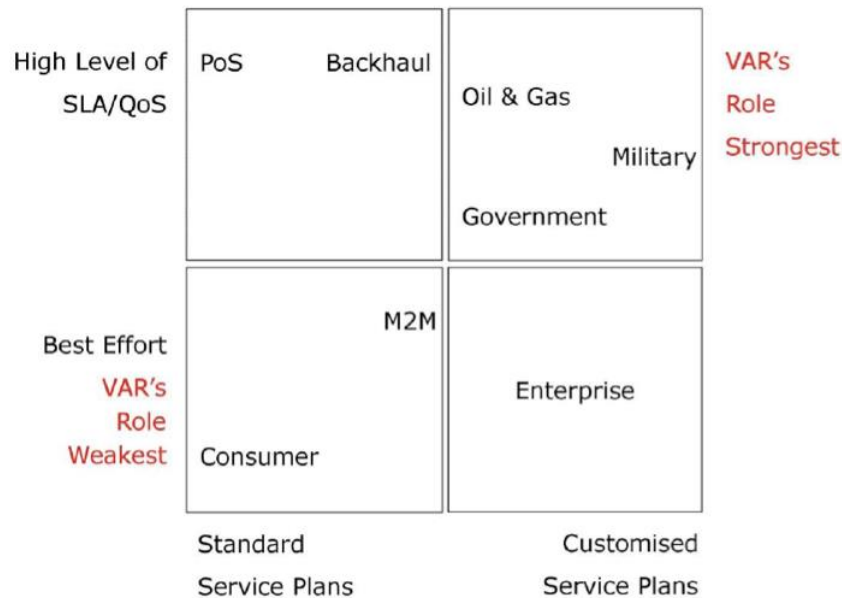 High Level of
SLA/QoS
PoS Backhaul
Oil & Gas
Military
Government
VAR's
Role
Strongest
Best Effort
VAR's
Role
Weakest
M2M
Consumer
Enterprise
Standard
Service Plans
Customised
Service Plans